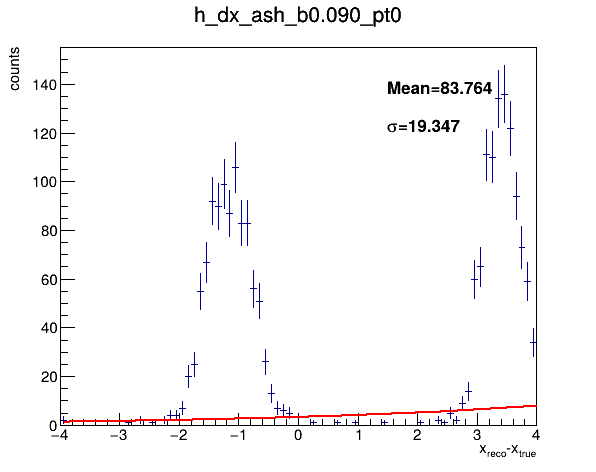 h_dx_ash_b0.090_pt0
counts
Mean=83.764
σ=19.347
140
120
100
80
60
40
20
0
−4 −3 −2 −1 0 1 2 3 4
x_reco-x_true